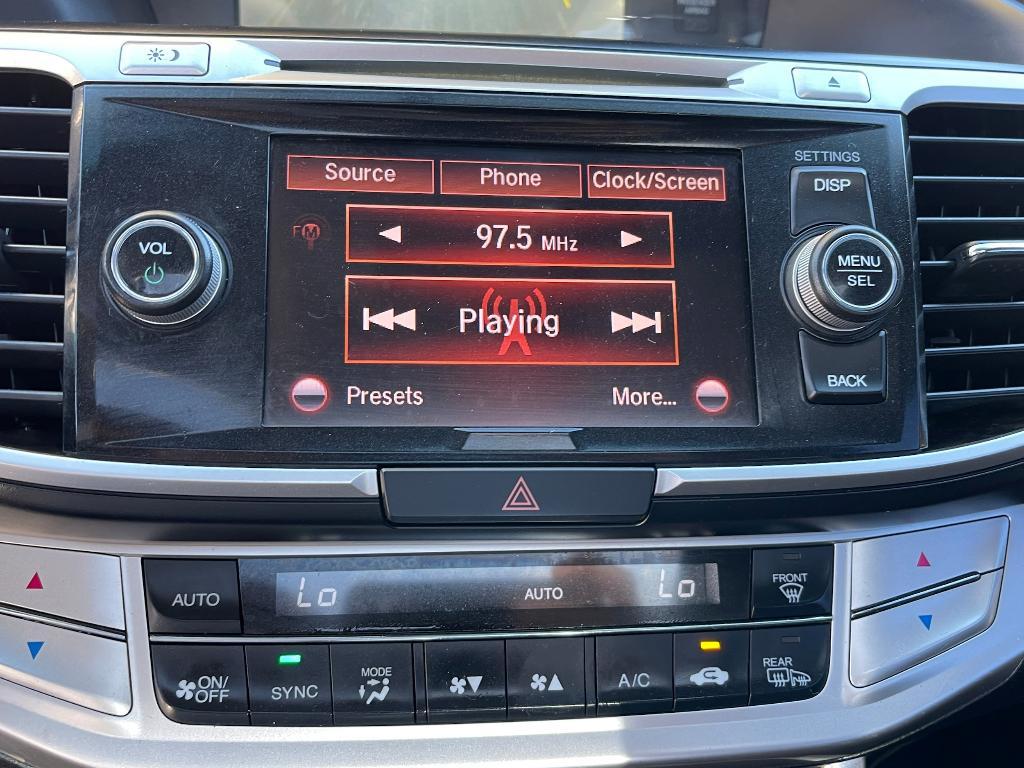 SETTINGS
DISP
Source
Phone
Clock/Screen
FM
97.5 MHz
VOL
MENU
SEL
Playing
BACK
Presets
More...
AUTO
Lo
AUTO
Lo
FRONT
ON/
OFF
SYNC
MODE
A/C
REAR